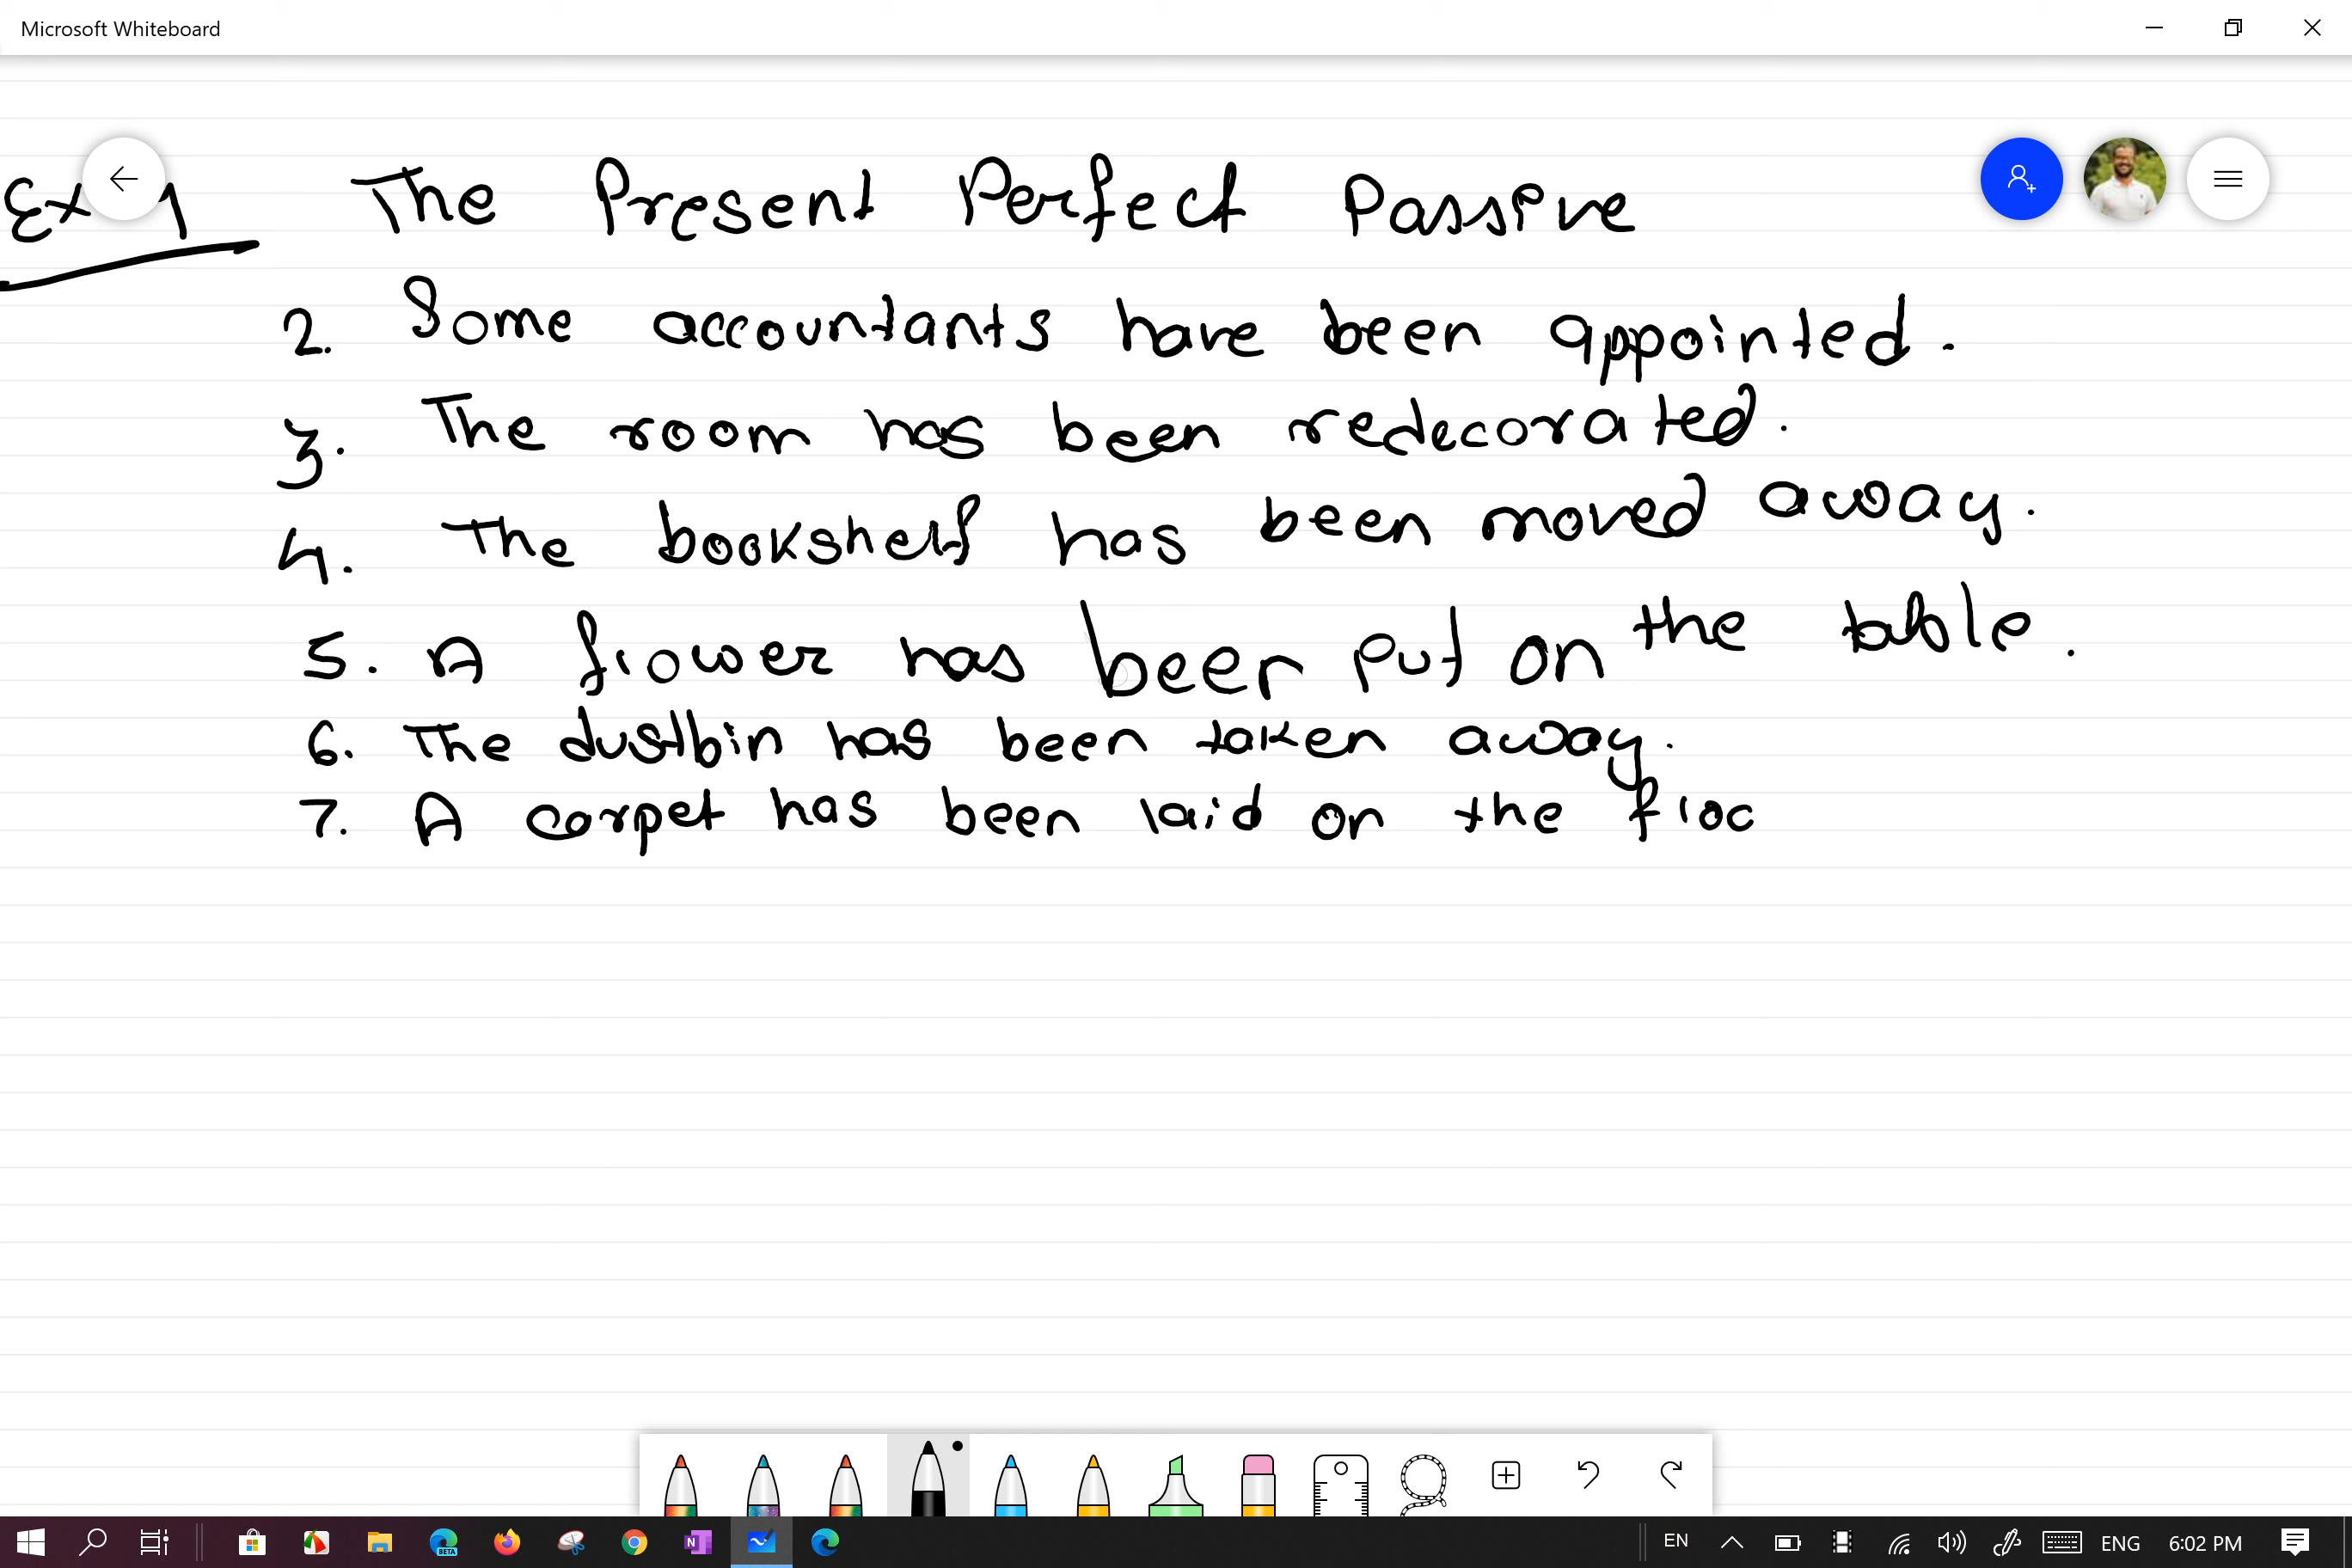 Microsoft Whiteboard
Ex 1 The Present Perfect Passive
2. Some accountants have been appointed.
3. The room has been redecorated.
4. The bookshelf has been moved away.
5. A flower has been put on the table.
6. The dustbin has been taken away.
7. A carpet has been laid on the floo
BETA
N
EN
ENG
6:02 PM